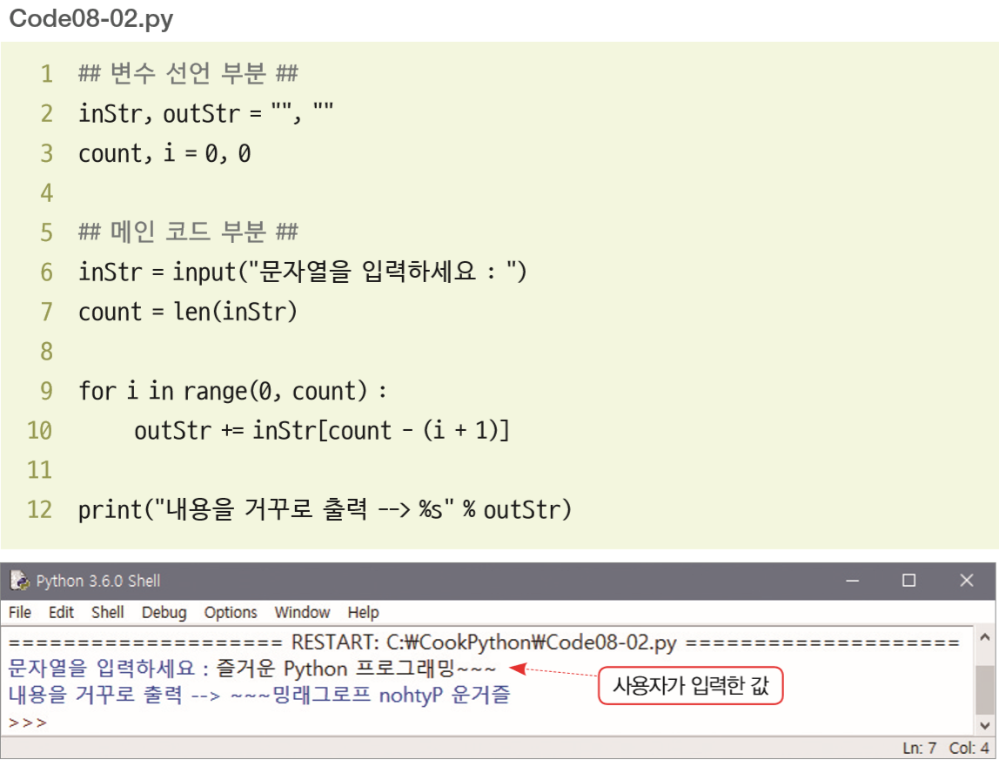 Code08-02.py
1 ## 변수 선언 부분 ##
2 inStr, outStr = "", ""
3 count, i = 0, 0
4
5 ## 메인 코드 부분 ##
6 inStr = input("문자열을 입력하세요 : ")
7 count = len(inStr)
8
9 for i in range(0, count) :
10     outStr += inStr[count - (i + 1)]
11
12 print("내용을 거꾸로 출력 --> %s" % outStr)
Python 3.6.0 Shell
File Edit Shell Debug Options Window Help
==================== RESTART: C:₩CookPython₩Code08-02.py ====================
문자열을 입력하세요 : 즐거운 Python 프로그래밍~~~
사용자가 입력한 값
내용을 거꾸로 출력 --> ~~~밍래그로프 nohtyP 운거즐
>>>
Ln: 7 Col: 4